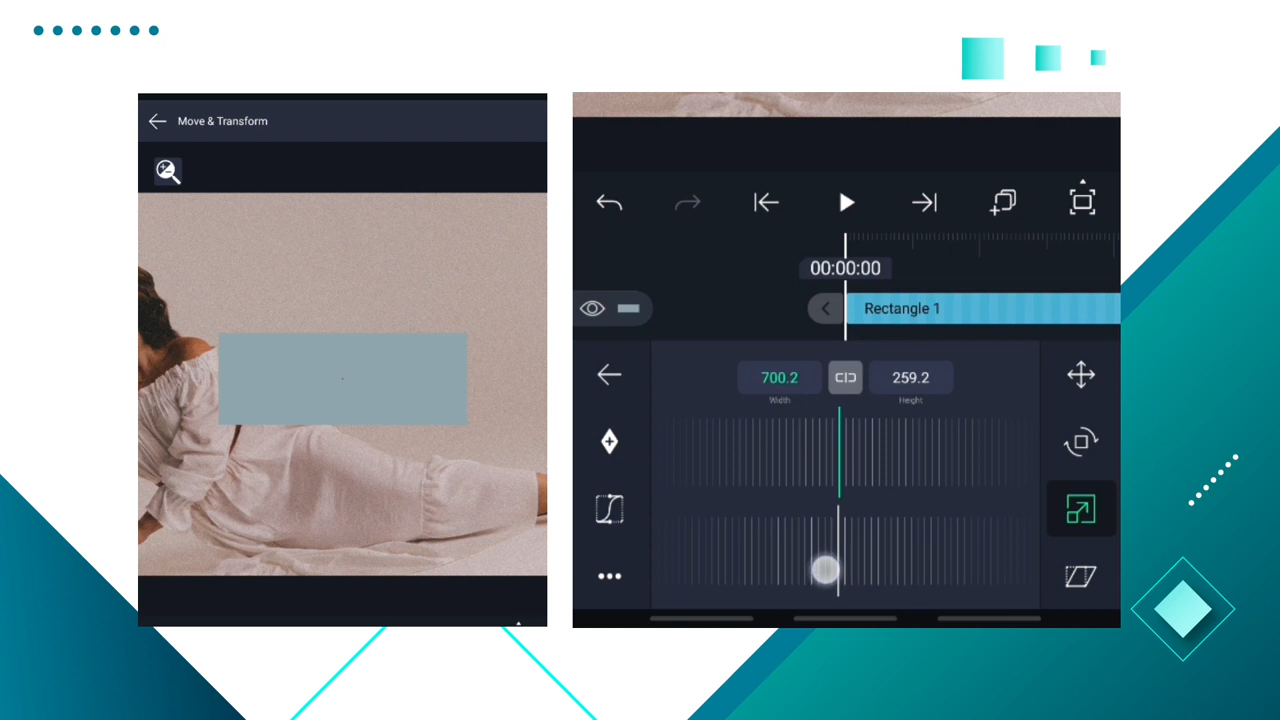 Move & Transform
00:00:00
Rectangle 1
700.2
259.2
Width
Height